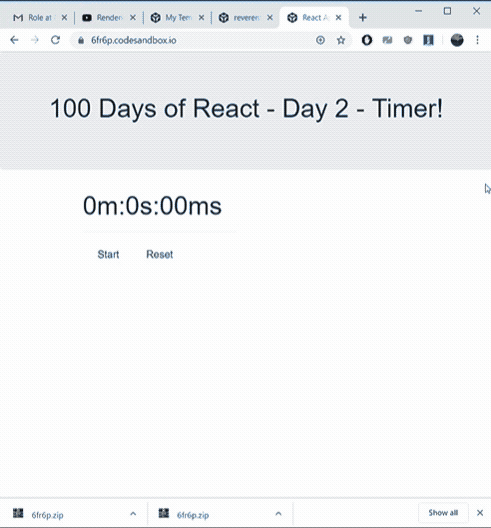 Role at
Render
My Tem
reveren
React A
6fr6p.codesandbox.io
100 Days of React - Day 2 - Timer!
0m:0s:00ms
Start Reset
6fr6p.zip 6fr6p.zip Show all